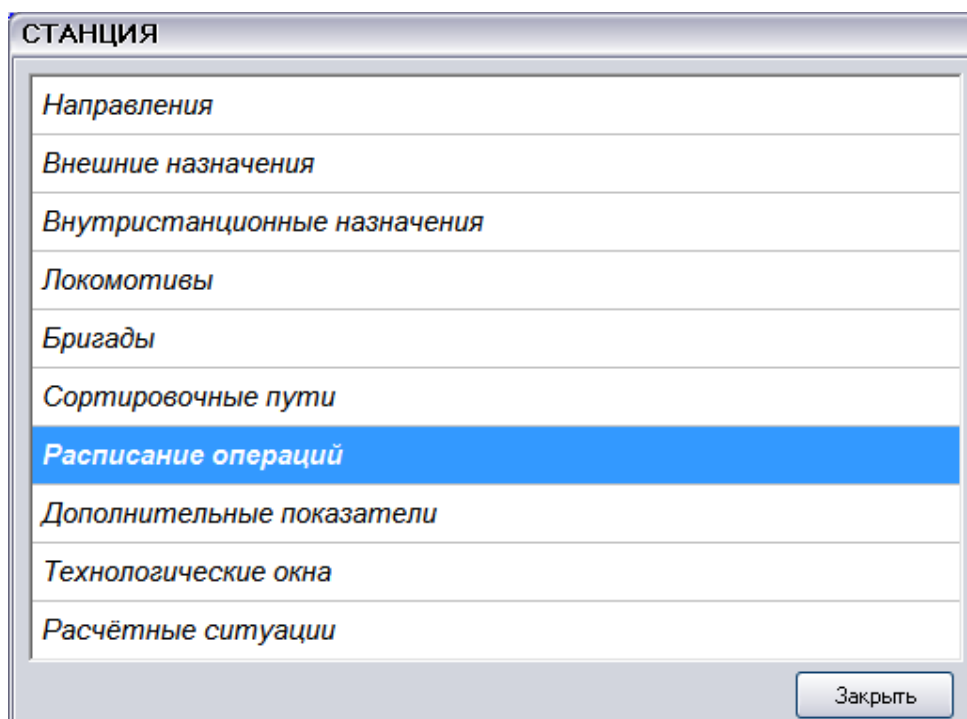 СТАНЦИЯ
Направления
Внешние назначения
Внутристанционные назначения
Локомотивы
Бригады
Сортировочные пути
Расписание операций
Дополнительные показатели
Технологические окна
Расчётные ситуации
Закрыть